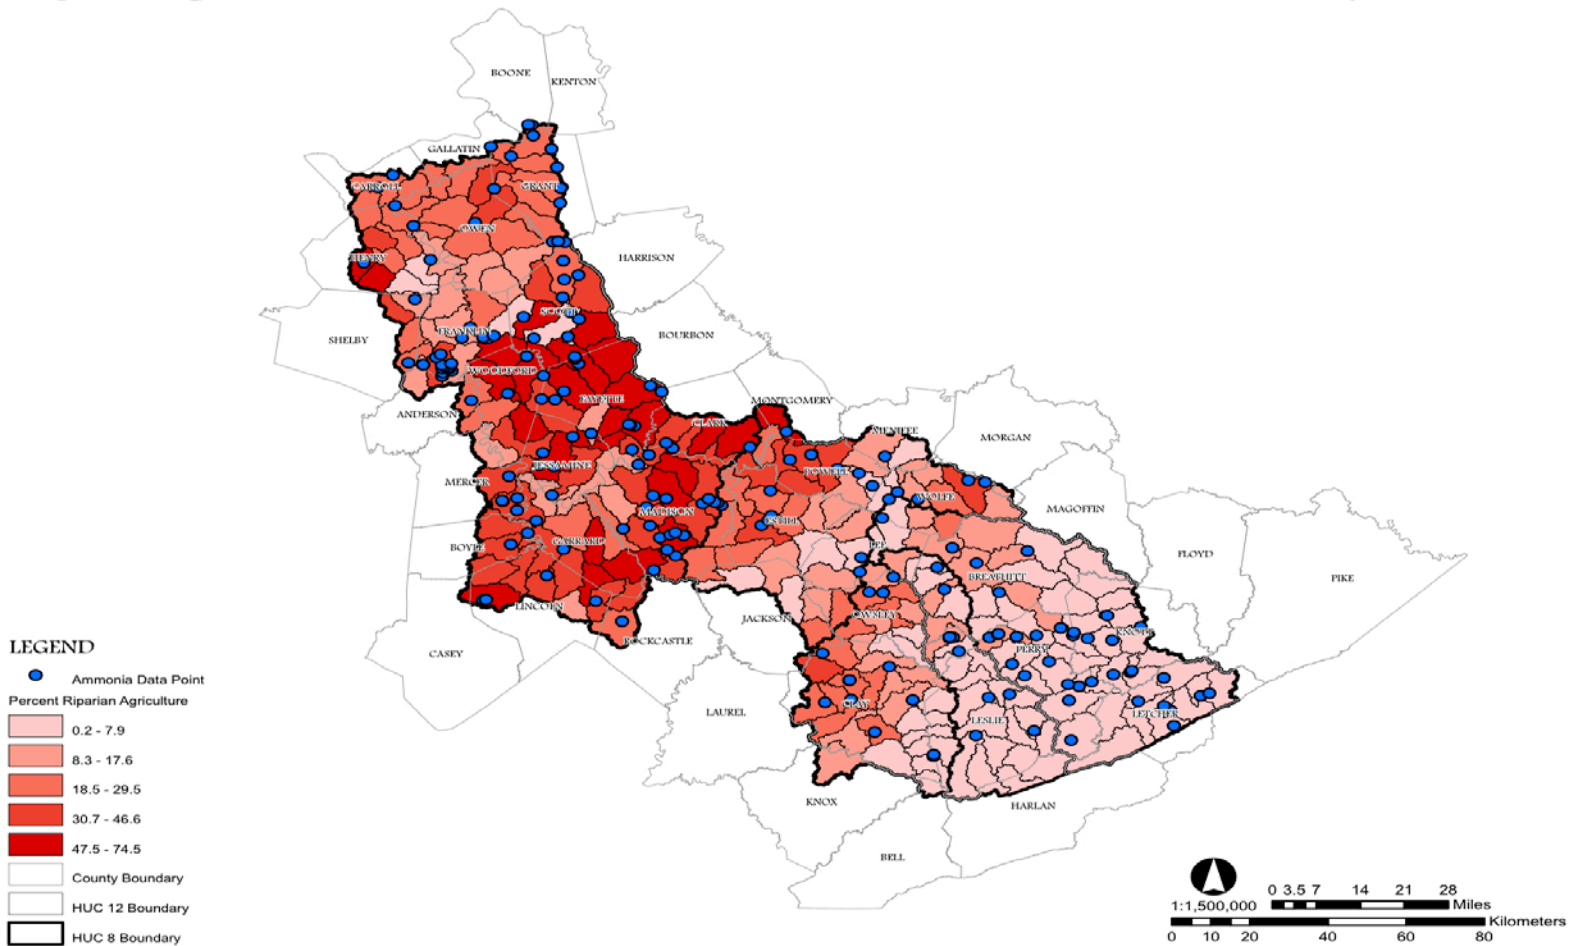 BOONE
KENTON
GALLATIN
CARROLL
GRANT
OWEN
HENRY
HARRISON
SCOTT
SHELBY
FRANKLIN
BOURBON
WOODFORD
FAYETTE
MONTGOMERY
ANDERSON
CLARK
MENIFEE
MORGAN
JESSAMINE
POWELL
MERCER
WOLFE
MAGOFFIN
MADISON
ESTILL
BOYLE
GARRARD
LEE
FLOYD
PIKE
BREATHITT
LINCOLN
JACKSON
OWSLEY
KNOTT
ROCKCASTLE
PERRY
CASEY
CLAY
LAUREL
LESLIE
LETCHER
KNOX
HARLAN
BELL
LEGEND
Ammonia Data Point
Percent Riparian Agriculture
0.2 - 7.9
8.3 - 17.6
18.5 - 29.5
30.7 - 46.6
47.5 - 74.5
County Boundary
HUC 12 Boundary
HUC 8 Boundary
1:1,500,000
0 3.5 7 14 21 28
Miles
Kilometers
0 10 20 40 60 80